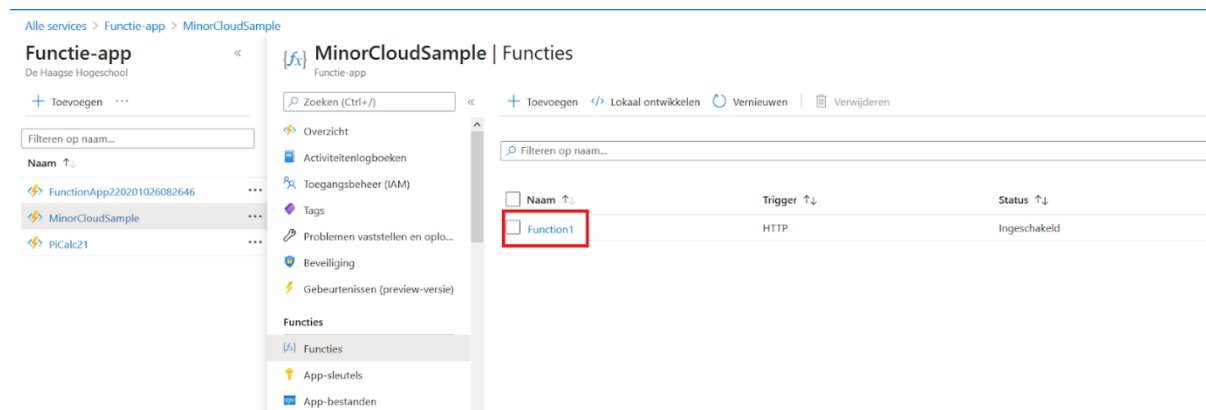 Alle services > Functie-app > MinorCloudSample
Functie-app
De Haagse Hogeschool
Toevoegen
Filteren op naam...
Naam
FunctionApp220201026082646
MinorCloudSample
PiCalc21
MinorCloudSample | Functies
Functie-app
Zoeken (Ctrl+/)
Overzicht
Activiteitenlogboeken
Toegangsbeheer (IAM)
Tags
Problemen vaststellen en oplo...
Beveiliging
Gebeurtenissen (preview-versie)
Functies
Functies
App-sleutels
App-bestanden
Toevoegen Lokaal ontwikkelen Vernieuwen Verwijderen
Filteren op naam...
Naam Trigger Status
Function1 HTTP Ingeschakeld